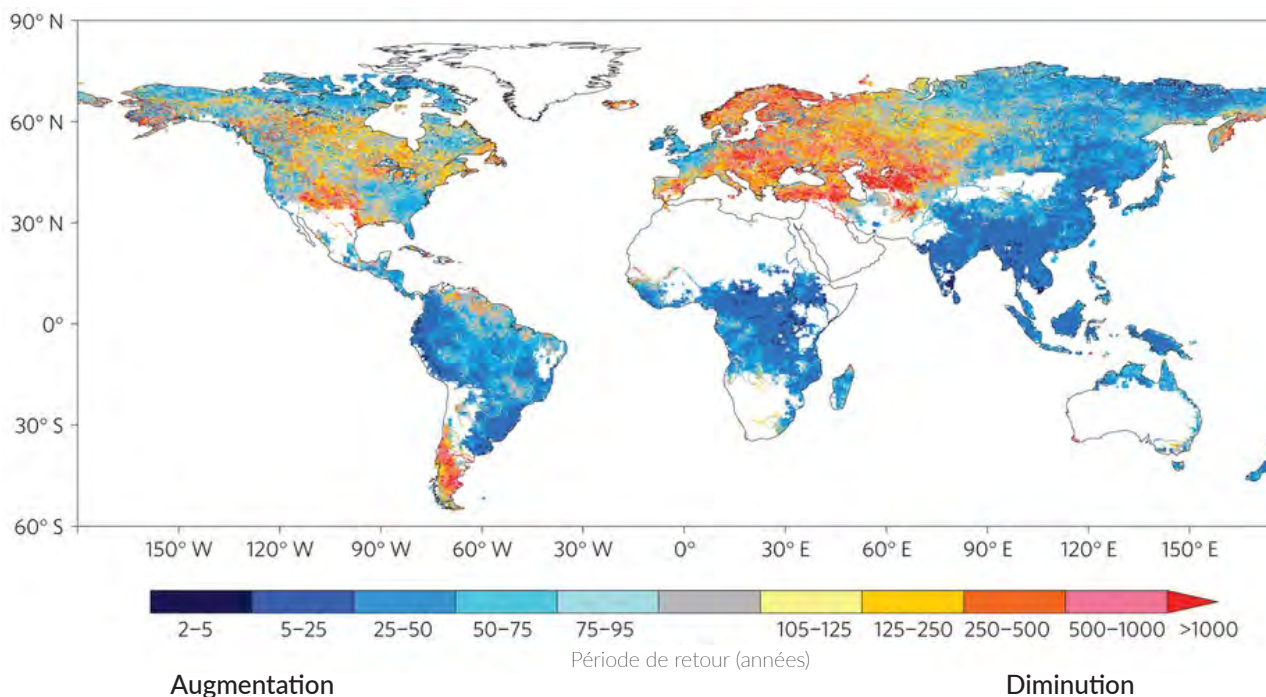 90° N
60° N
30° N
0°
30° S
60° S
150° W 120° W 90° W 60° W 30° W 0° 30° E 60° E 90° E 120° E 150° E
2–5 5–25 25–50 50–75 75–95 105–125 125–250 250–500 500–1000 >1000
Période de retour (années)
Augmentation Diminution